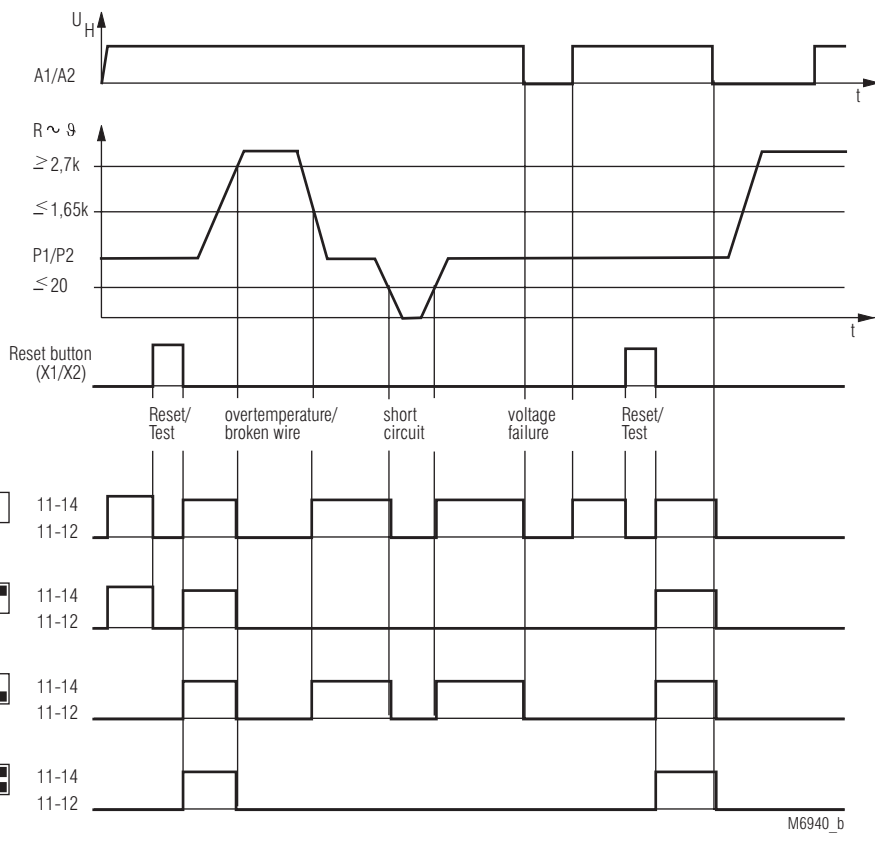 U_H
A1/A2
t
R ~ ϑ
≥ 2,7k
≤ 1,65k
P1/P2
≤ 20
t
Reset button
(X1/X2)
Reset/
Test
overtemperature/
broken wire
short
circuit
voltage
failure
Reset/
Test
11-14
11-12
11-14
11-12
11-14
11-12
11-14
11-12
M6940_b